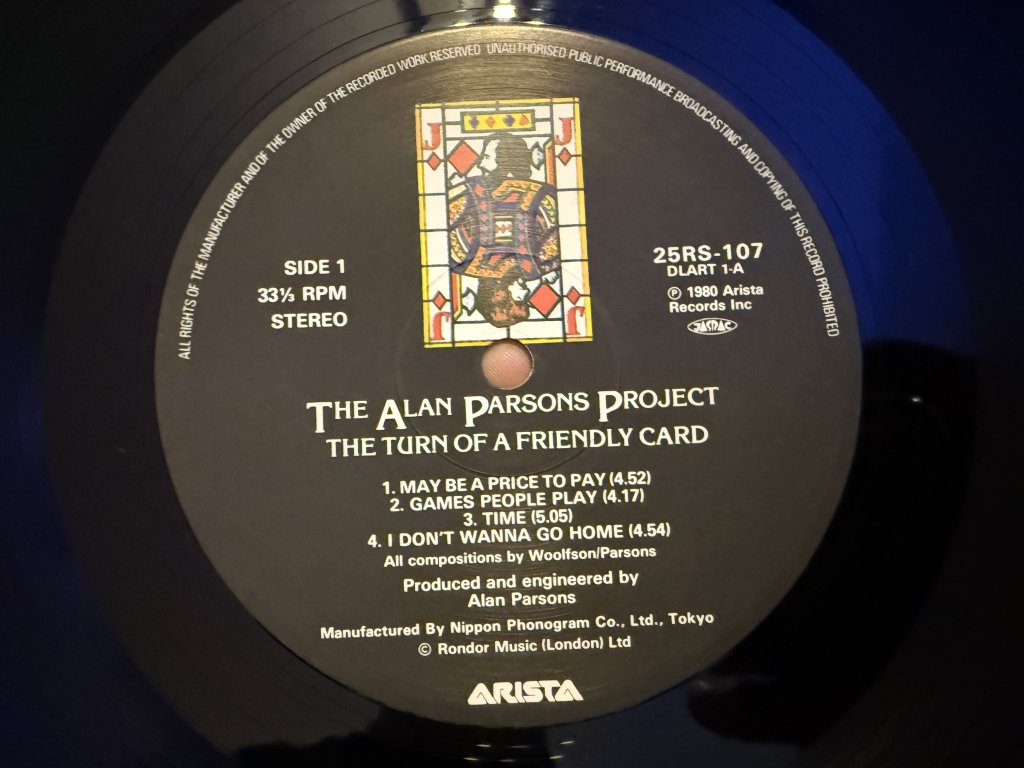 ALL RIGHTS OF THE MANUFACTURER AND OF THE OWNER OF THE RECORDED WORK RESERVED UNAUTHORISED PUBLIC PERFORMANCE BROADCASTING AND COPYING OF THIS RECORD PROHIBITED
J J
SIDE 1
33⅓ RPM
STEREO
25RS-107
DLART 1-A
℗ 1980 Arista
Records Inc
JASRAC
J J
THE ALAN PARSONS PROJECT
THE TURN OF A FRIENDLY CARD
1. MAY BE A PRICE TO PAY (4.52)
2. GAMES PEOPLE PLAY (4.17)
3. TIME (5.05)
4. I DON'T WANNA GO HOME (4.54)
All compositions by Woolfson/Parsons
Produced and engineered by
Alan Parsons
Manufactured By Nippon Phonogram Co., Ltd., Tokyo
© Rondor Music (London) Ltd
ARISTA